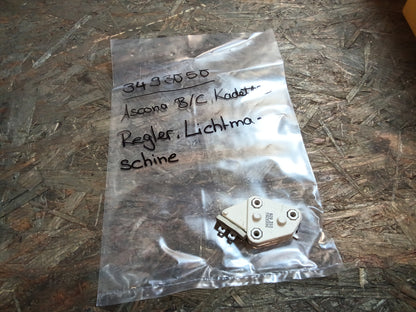 3493050
Ascona B/C, Kadett
Regler, Lichtma-
schine